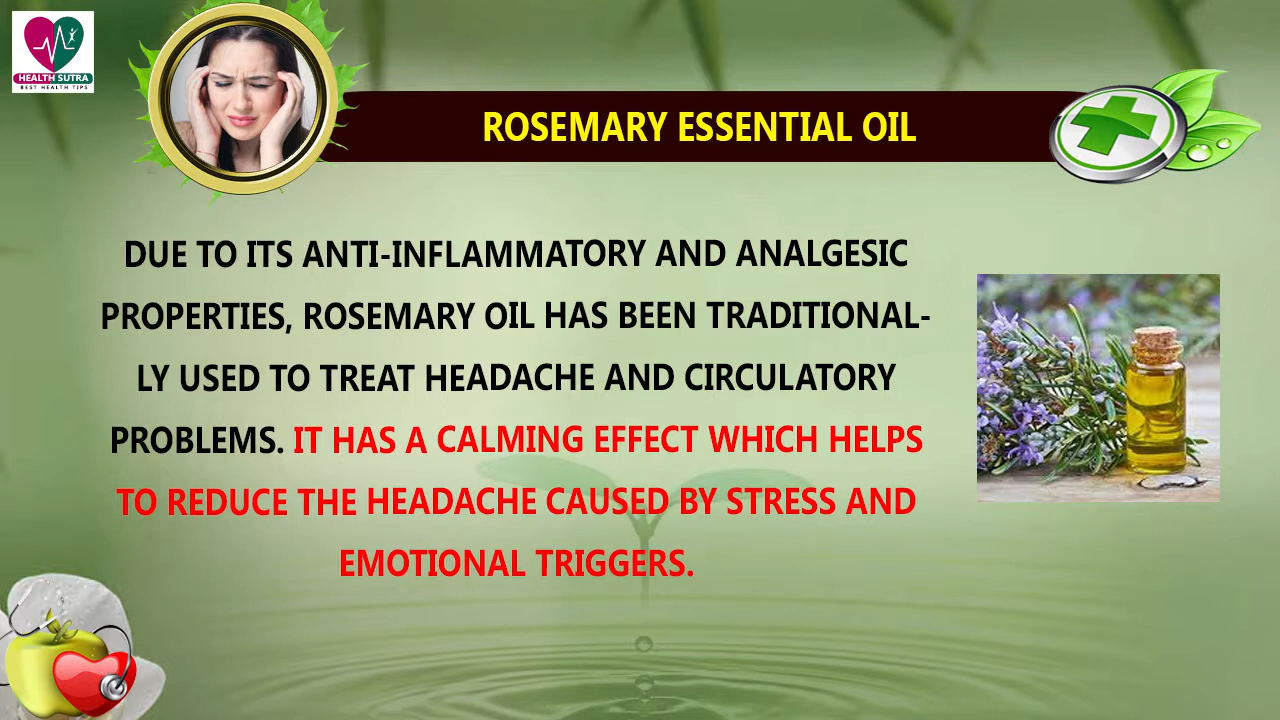 HEALTH SUTRA
BEST HEALTH TIPS
ROSEMARY ESSENTIAL OIL
DUE TO ITS ANTI-INFLAMMATORY AND ANALGESIC
PROPERTIES, ROSEMARY OIL HAS BEEN TRADITIONAL-
LY USED TO TREAT HEADACHE AND CIRCULATORY
PROBLEMS. IT HAS A CALMING EFFECT WHICH HELPS
TO REDUCE THE HEADACHE CAUSED BY STRESS AND
EMOTIONAL TRIGGERS.